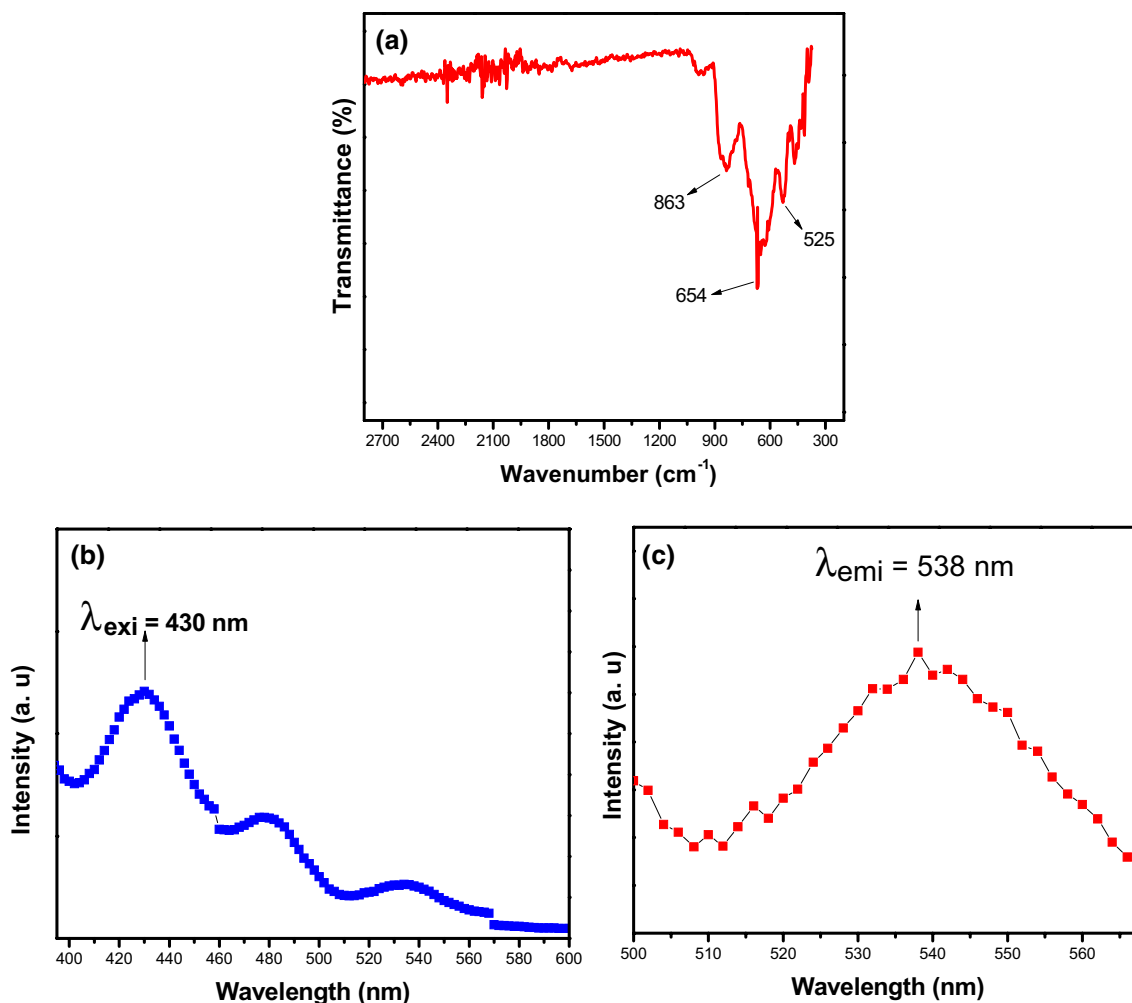 (a)
Transmittance (%)
863
654
525
2700 2400 2100 1800 1500 1200 900 600 300
Wavenumber (cm⁻¹)
(b)
λexi = 430 nm
Intensity (a. u)
400 420 440 460 480 500 520 540 560 580 600
Wavelength (nm)
(c)
λemi = 538 nm
Intensity (a. u)
500 510 520 530 540 550 560
Wavelength (nm)